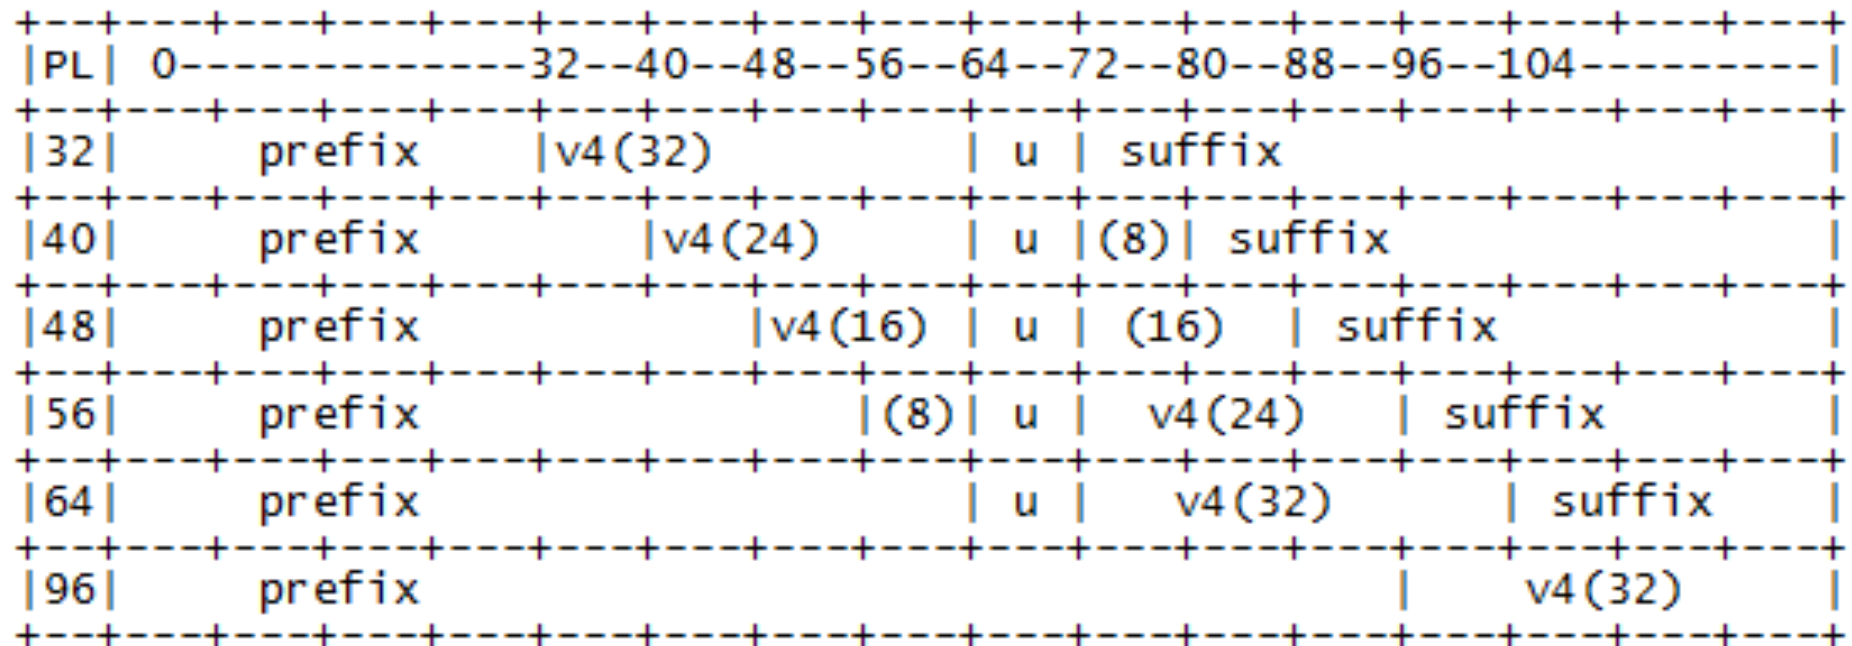 +--+---+---+---+---+---+---+---+---+---+---+---+---+---+---+---+---+
|PL| 0-------------32--40--48--56--64--72--80--88--96--104---------|
+--+---+---+---+---+---+---+---+---+---+---+---+---+---+---+---+---+
|32|     prefix    |v4(32)         | u | suffix                    |
+--+---+---+---+---+---+---+---+---+---+---+---+---+---+---+---+---+
|40|     prefix        |v4(24)     | u |(8)| suffix                |
+--+---+---+---+---+---+---+---+---+---+---+---+---+---+---+---+---+
|48|     prefix            |v4(16) | u | (16)  | suffix            |
+--+---+---+---+---+---+---+---+---+---+---+---+---+---+---+---+---+
|56|     prefix                |(8)| u |  v4(24)   | suffix        |
+--+---+---+---+---+---+---+---+---+---+---+---+---+---+---+---+---+
|64|     prefix                    | u |   v4(32)      | suffix    |
+--+---+---+---+---+---+---+---+---+---+---+---+---+---+---+---+---+
|96|     prefix                                    |    v4(32)     |
+--+---+---+---+---+---+---+---+---+---+---+---+---+---+---+---+---+